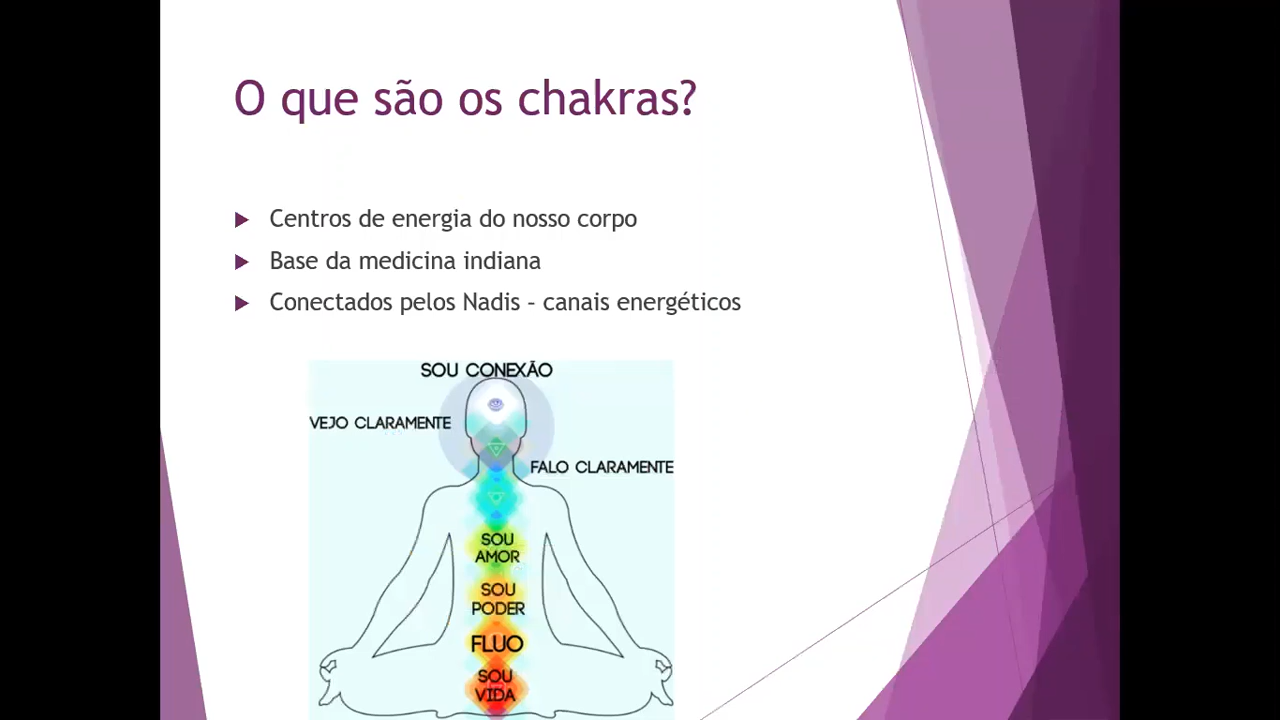 O que são os chakras?
Centros de energia do nosso corpo
Base da medicina indiana
Conectados pelos Nadis – canais energéticos
SOU CONEXÃO
VEJO CLARAMENTE
FALO CLARAMENTE
SOU
AMOR
SOU
PODER
FLUO
SOU
VIDA